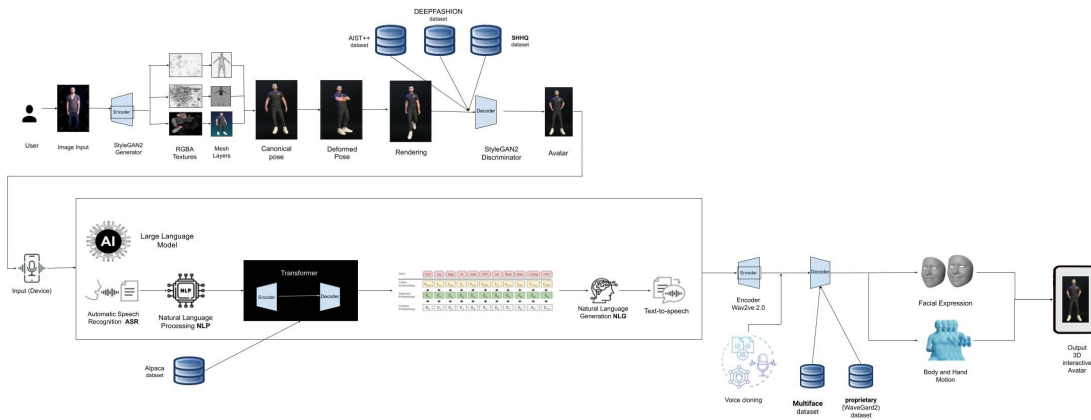 DEEPFASHION
dataset
AIST++
dataset
SHHQ
dataset
Encoder
Decoder
User
Image Input
StyleGAN2
Generator
RGBA
Textures
Mesh
Layers
Canonical
pose
Deformed
Pose
Rendering
StyleGAN2
Discriminator
Avatar
AI
Large Language
Model
Input (Device)
Automatic Speech
Recognition ASR
NLP
Natural Language
Processing NLP
Transformer
Encoder
Decoder
Natural Language
Generation NLG
Text-to-speech
Alpaca
dataset
Encoder
Encoder
Wav2ve 2.0
Decoder
Voice cloning
Multiface
dataset
proprietary
(WaveGard2)
dataset
Facial Expression
Body and Hand
Motion
Output
3D
interactive
Avatar